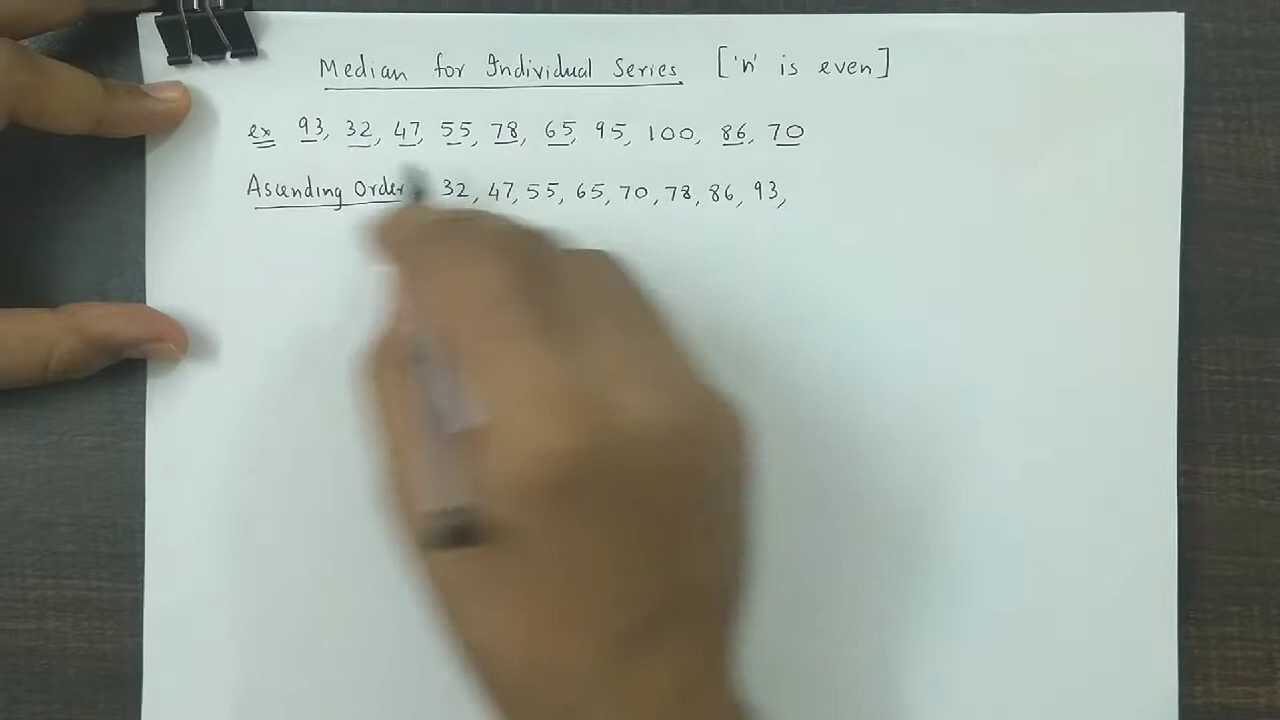 Median for Individual Series ['n' is even]
ex 93, 32, 47, 55, 78, 65, 95, 100, 86, 70
Ascending Order 32, 47, 55, 65, 70, 78, 86, 93,